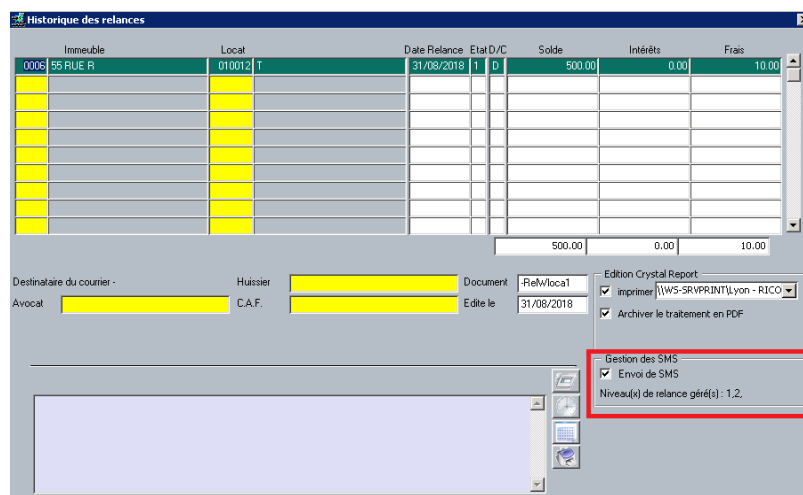 Historique des relances
Immeuble Locat Date Relance Etat D/C Solde Intérêts Frais
0006 55 RUE R 010012 T 31/08/2018 1 D 500.00 0.00 10.00
500.00 0.00 10.00
Destinataire du courrier - Huissier Document -RelWloca1
Avocat C.A.F. Edite le 31/08/2018
Edition Crystal Report
imprimer \\WS-SRVPRINT\Lyon - RICO
Archiver le traitement en PDF
Gestion des SMS
Envoi de SMS
Niveau(x) de relance géré(s) : 1,2,